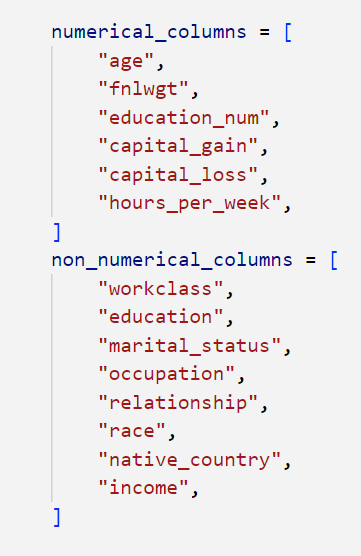 numerical_columns = [
    "age",
    "fnlwgt",
    "education_num",
    "capital_gain",
    "capital_loss",
    "hours_per_week",
]
non_numerical_columns = [
    "workclass",
    "education",
    "marital_status",
    "occupation",
    "relationship",
    "race",
    "native_country",
    "income",
]